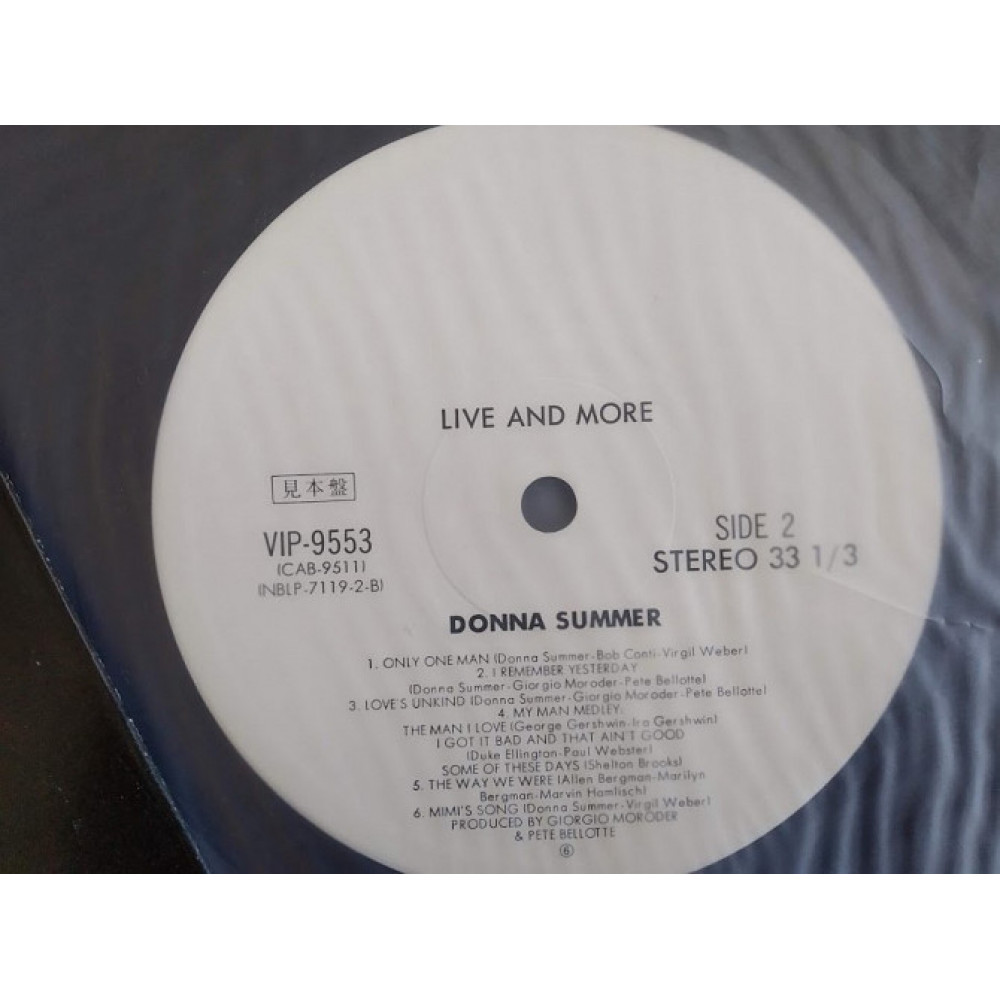 LIVE AND MORE
見本盤
VIP-9553
(CAB-9511)
(NBLP-7119-2-B)
SIDE 2
STEREO 33 1/3
DONNA SUMMER
1. ONLY ONE MAN (Donna Summer-Bob Conti-Virgil Weber)
2. I REMEMBER YESTERDAY
(Donna Summer-Giorgio Moroder-Pete Bellotte)
3. LOVE'S UNKIND (Donna Summer-Giorgio Moroder-Pete Bellotte)
4. MY MAN MEDLEY:
THE MAN I LOVE (George Gershwin-Ira Gershwin)
I GOT IT BAD AND THAT AIN'T GOOD
(Duke Ellington-Paul Webster)
SOME OF THESE DAYS (Shelton Brooks)
5. THE WAY WE WERE (Allen Bergman-Marilyn
Bergman-Marvin Hamlisch)
6. MIMI'S SONG (Donna Summer-Virgil Weber)
PRODUCED BY GIORGIO MORODER
& PETE BELLOTTE
⑥